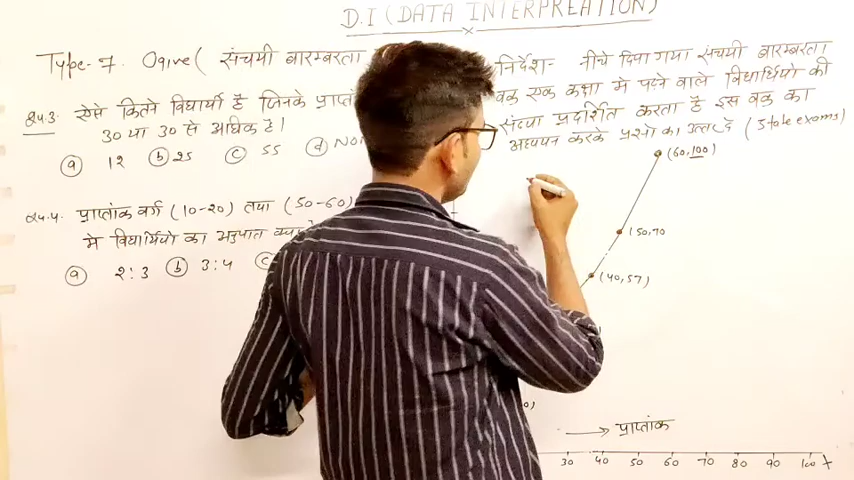 D.I (DATA INTERPREATION)
Type-7. Ogive ( संचयी बारम्बरता
निर्देश- नीचे दिया गया संचयी बारम्बरता
वक्र एक कक्षा में पढ़ने वाले विद्यार्थियो की
संख्या प्रदर्शित करता है इस वक्र का
अध्ययन करके प्रश्नो का उत्तर दे (State exams)
Qu.3. ऐसे कितने विद्यार्थी है जिनके प्राप्तां
30 या 30 से अधिक है।
(a) 12 (b) 25 (c) 55 (d) Non
Qu.4. प्राप्तांक वर्ग (10-20) तथा (50-60)
मे विद्यार्थियो का अनुपात क्या
(a) 2:3 (b) 3:4 (c)
(60,100)
(50,70
(40,57)
प्राप्तांक
30 40 50 60 70 80 90 100 x